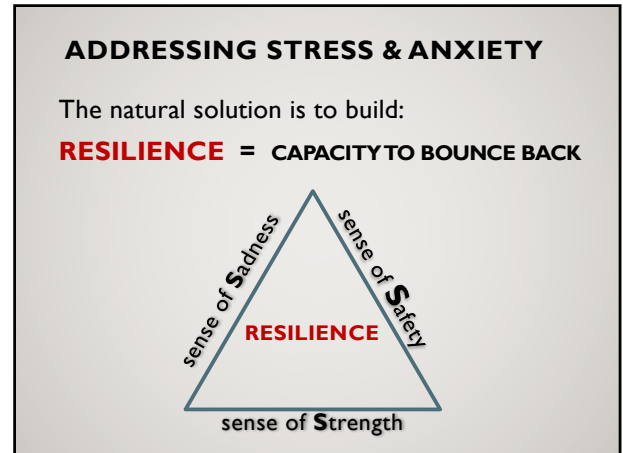 ADDRESSING STRESS & ANXIETY
The natural solution is to build:
RESILIENCE = CAPACITY TO BOUNCE BACK
sense of Sadness
sense of Safety
RESILIENCE
sense of Strength